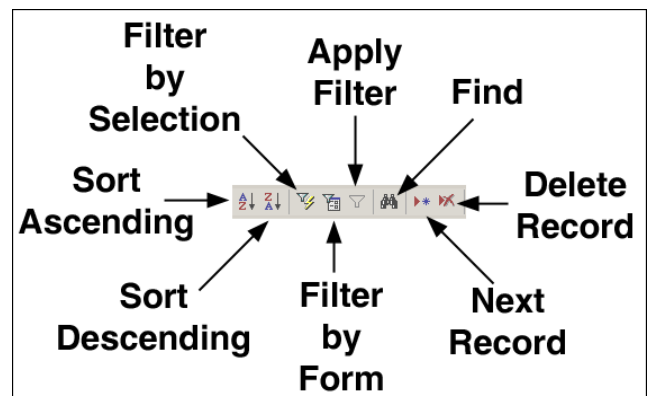 Filter
by
Selection
Apply
Filter
Find
Sort
Ascending
Delete
Record
Sort
Descending
Filter
by
Form
Next
Record